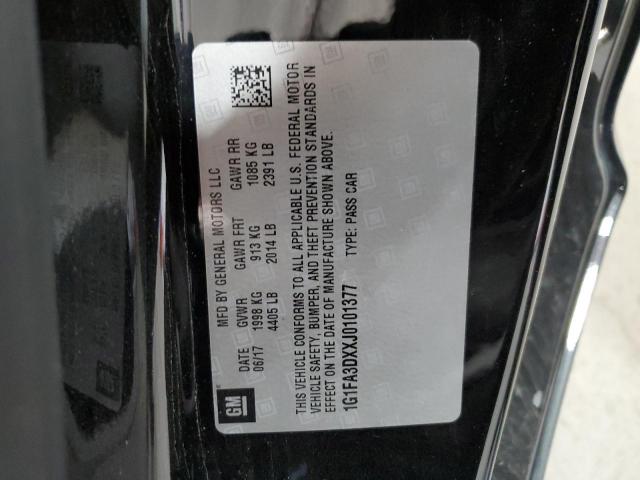 GM
MFD BY GENERAL MOTORS LLC
DATE GVWR GAWR FRT GAWR RR
06/17 1998 KG 913 KG 1085 KG
4405 LB 2014 LB 2391 LB
THIS VEHICLE CONFORMS TO ALL APPLICABLE U.S. FEDERAL MOTOR
VEHICLE SAFETY, BUMPER, AND THEFT PREVENTION STANDARDS IN
EFFECT ON THE DATE OF MANUFACTURE SHOWN ABOVE.
1G1FA3DXXJ0101377 TYPE: PASS CAR